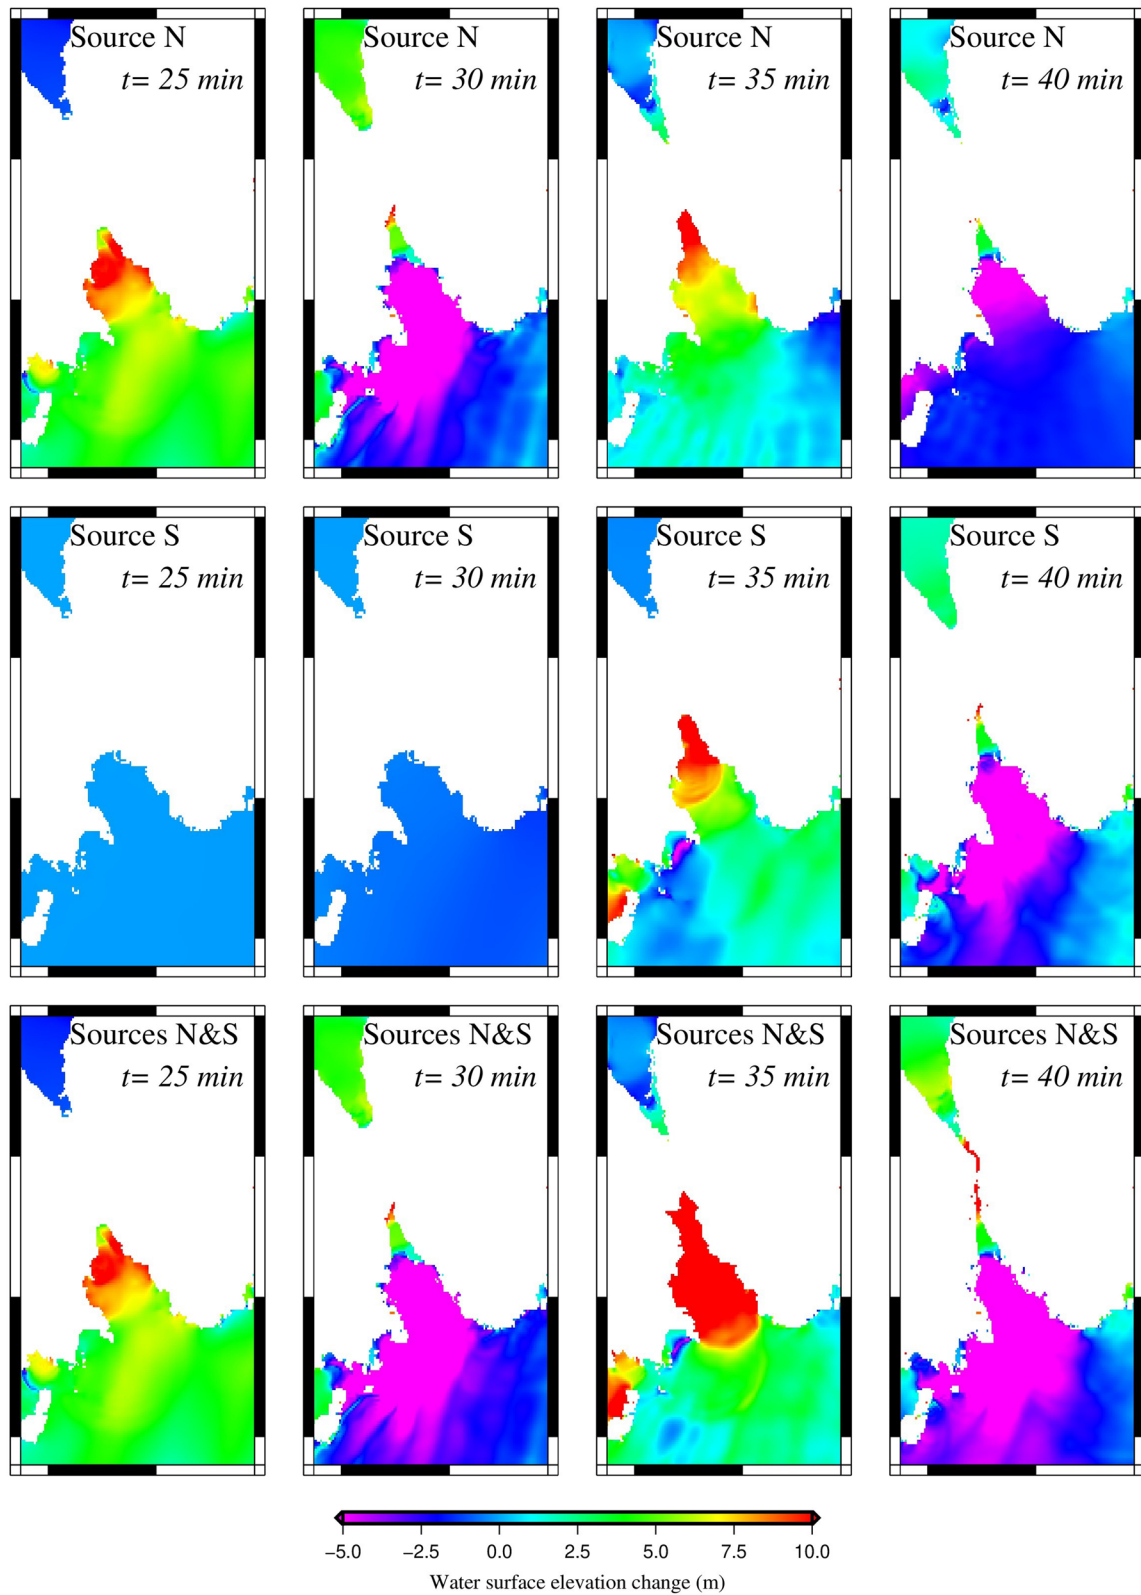 Source N
t= 25 min
Source N
t= 30 min
Source N
t= 35 min
Source N
t= 40 min
Source S
t= 25 min
Source S
t= 30 min
Source S
t= 35 min
Source S
t= 40 min
Sources N&S
t= 25 min
Sources N&S
t= 30 min
Sources N&S
t= 35 min
Sources N&S
t= 40 min
−5.0 −2.5 0.0 2.5 5.0 7.5 10.0
Water surface elevation change (m)